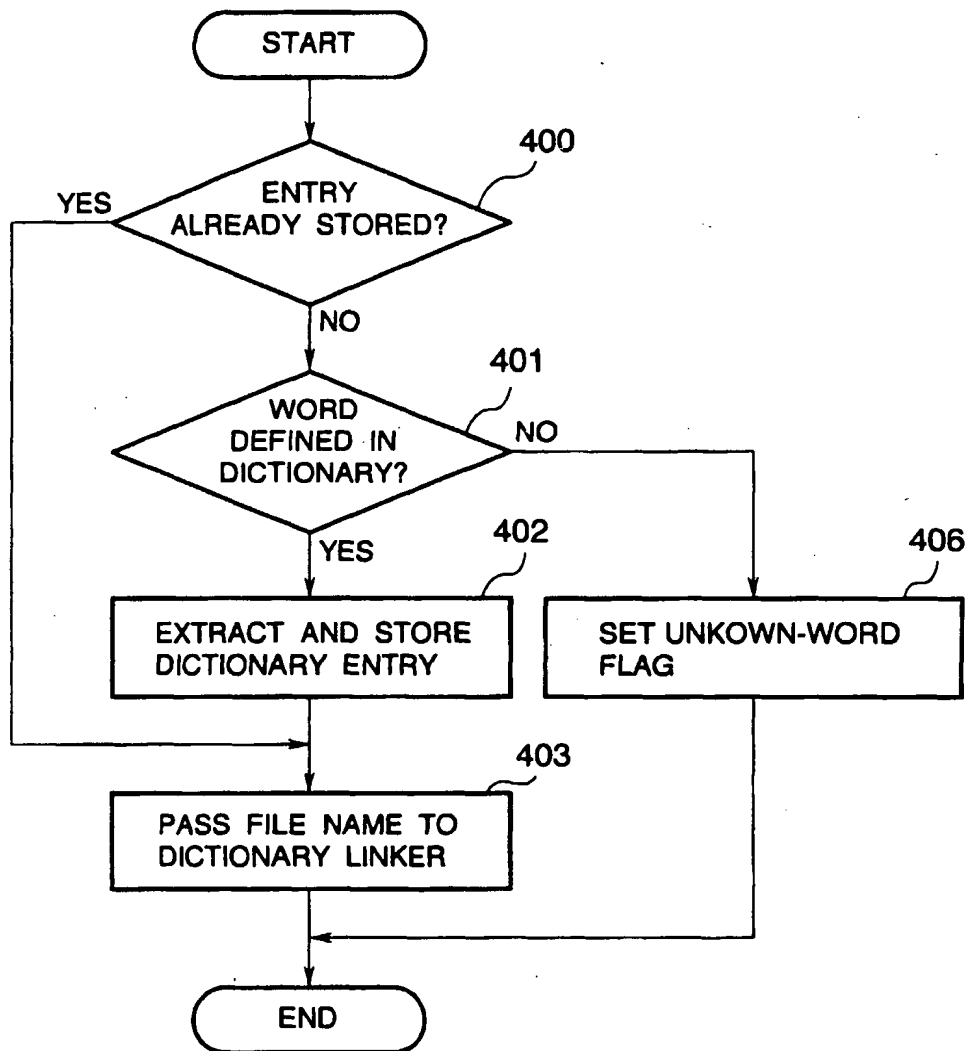 START
400
ENTRY
ALREADY STORED?
YES
NO
401
WORD
DEFINED IN
DICTIONARY?
NO
YES
402
EXTRACT AND STORE
DICTIONARY ENTRY
406
SET UNKOWN-WORD
FLAG
403
PASS FILE NAME TO
DICTIONARY LINKER
END